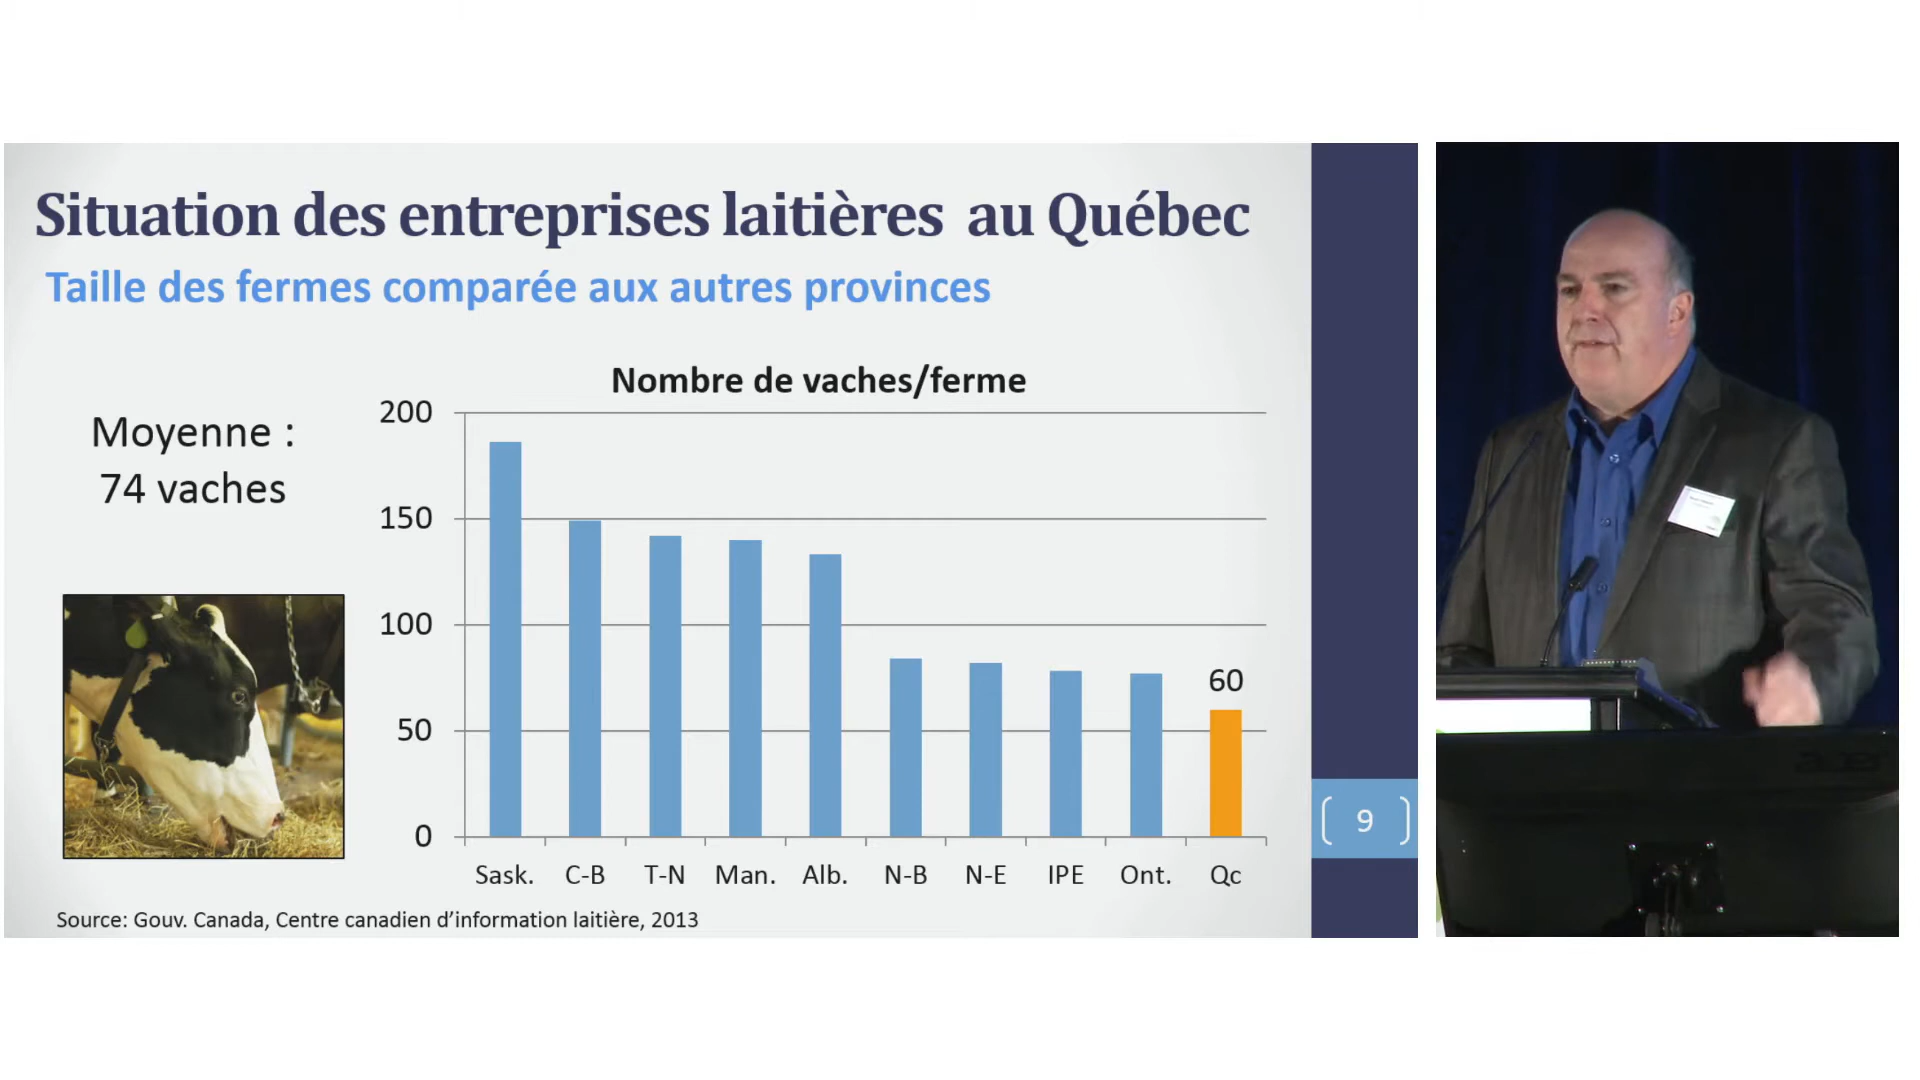 Situation des entreprises laitières au Québec
Taille des fermes comparée aux autres provinces
Moyenne :
74 vaches
Nombre de vaches/ferme
200
150
100
50
0
60
Sask. C-B T-N Man. Alb. N-B N-E IPE Ont. Qc
Source: Gouv. Canada, Centre canadien d’information laitière, 2013
9
acer